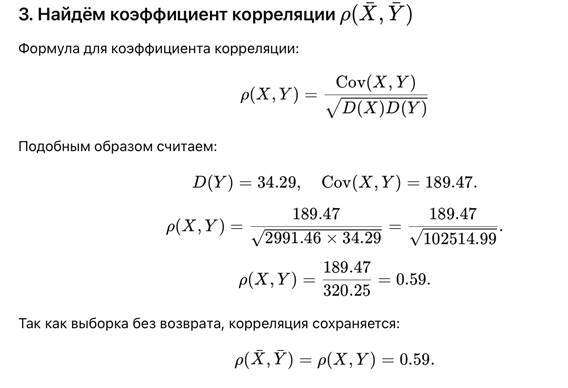 3. Найдём коэффициент корреляции ρ(X̄, Ȳ)
Формула для коэффициента корреляции:
ρ(X, Y) = Cov(X, Y) / √D(X)D(Y)
Подобным образом считаем:
D(Y) = 34.29, Cov(X, Y) = 189.47.
ρ(X, Y) = 189.47 / √2991.46 × 34.29 = 189.47 / √102514.99.
ρ(X, Y) = 189.47 / 320.25 = 0.59.
Так как выборка без возврата, корреляция сохраняется:
ρ(X̄, Ȳ) = ρ(X, Y) = 0.59.